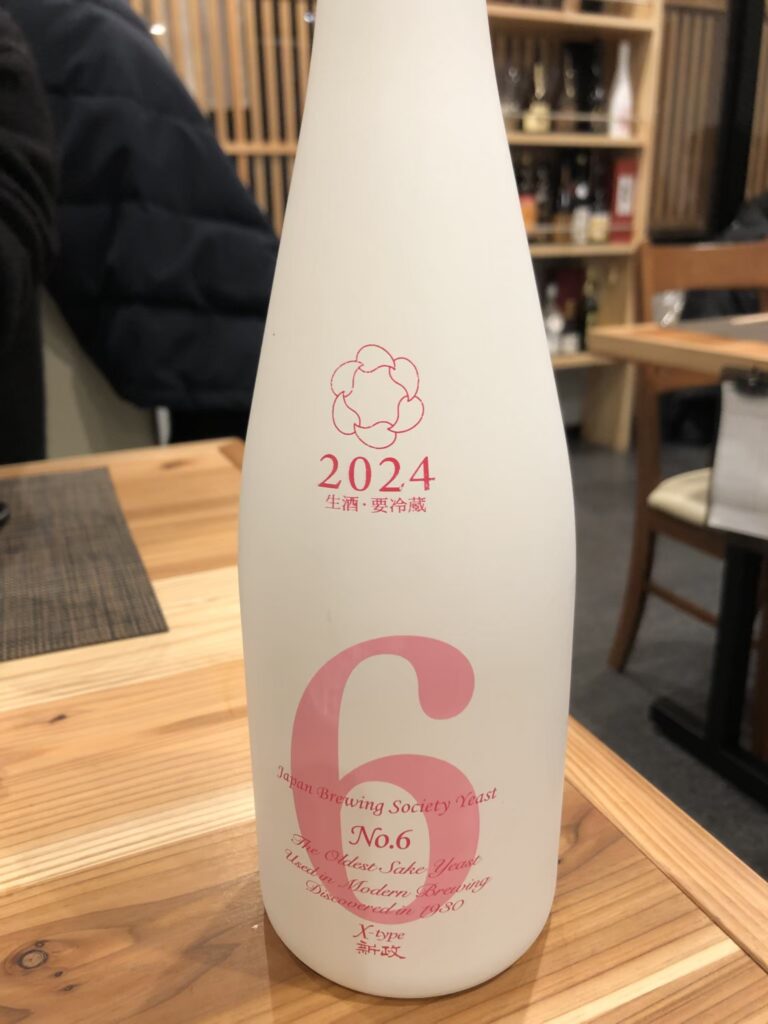 2024
生酒・要冷蔵
6
Japan Brewing Society Yeast
No.6
The Oldest Sake Yeast
Used in Modern Brewing
Discovered in 1930
X-type
新政